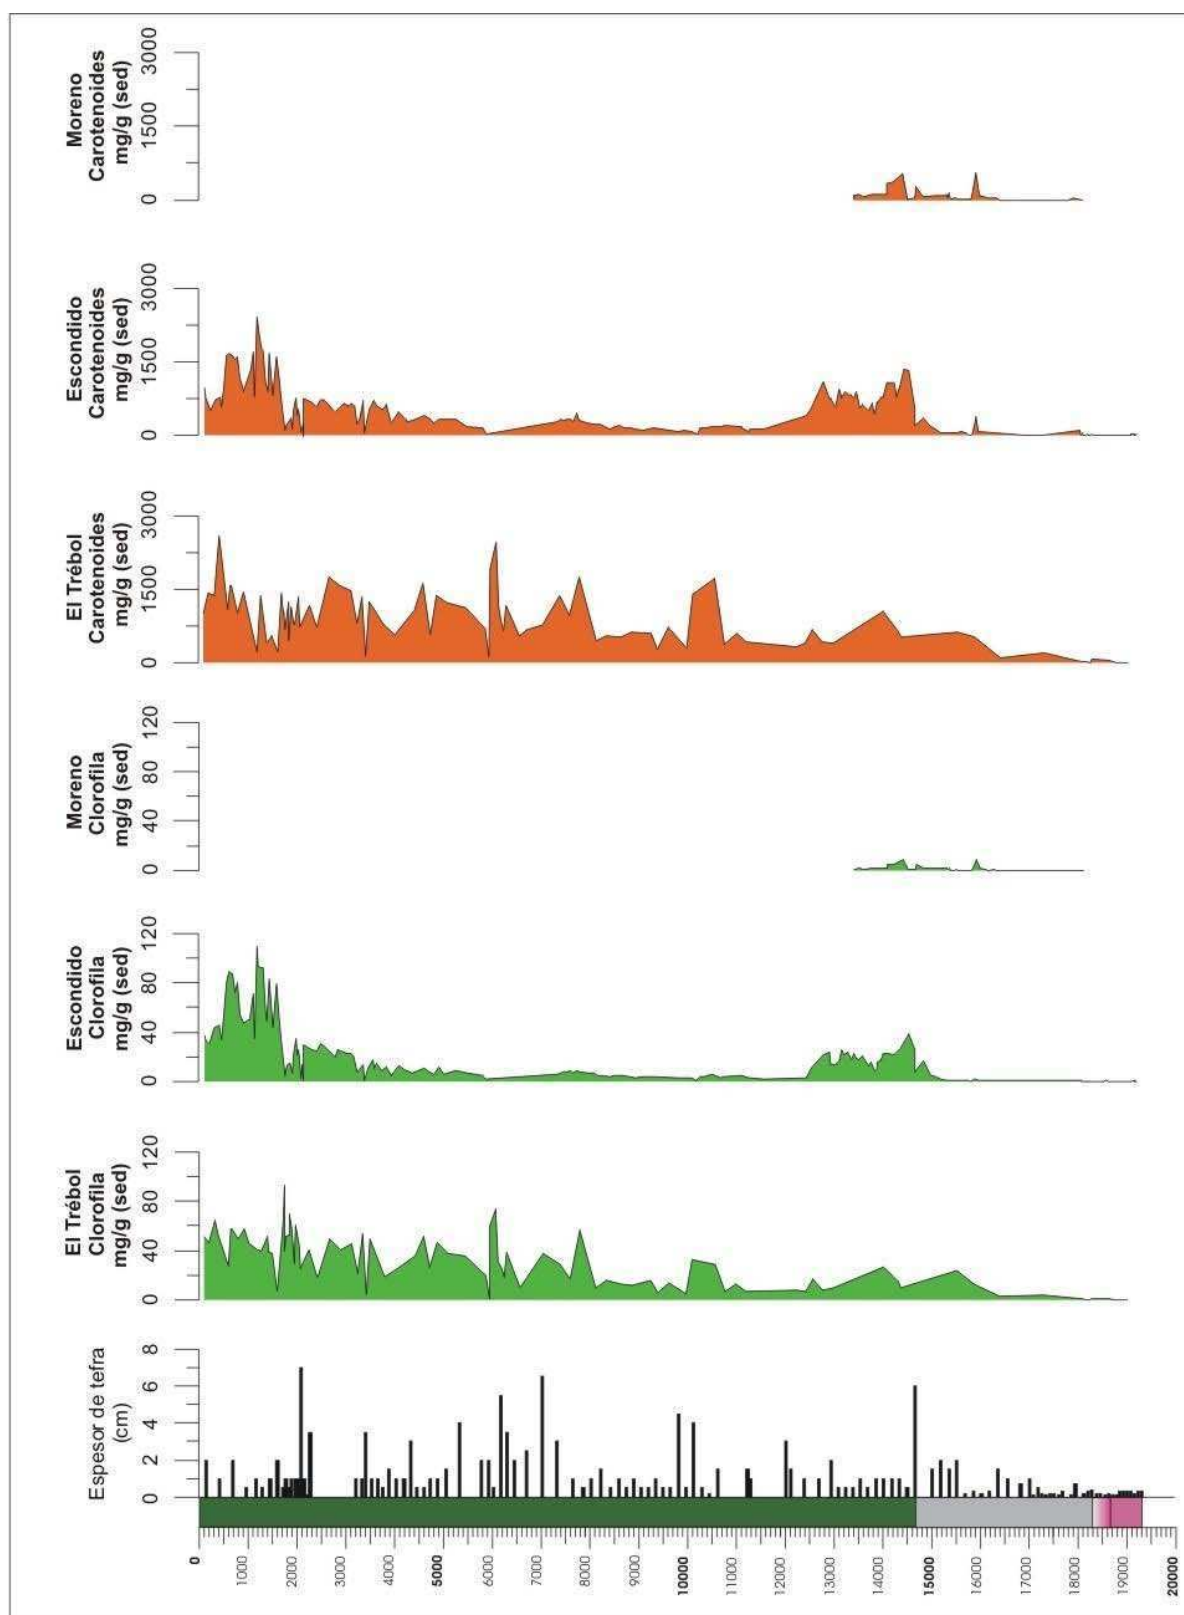 Moreno
Carotenoides
mg/g (sed)
0 1500 3000
Escondido
Carotenoides
mg/g (sed)
0 1500 3000
El Trébol
Carotenoides
mg/g (sed)
0 1500 3000
Moreno
Clorofila
mg/g (sed)
0 40 80 120
Escondido
Clorofila
mg/g (sed)
0 40 80 120
El Trébol
Clorofila
mg/g (sed)
0 40 80 120
Espesor de tefra
(cm)
0 2 4 6 8
0 1000 2000 3000 4000 5000 6000 7000 8000 9000 10000 11000 12000 13000 14000 15000 16000 17000 18000 19000 20000